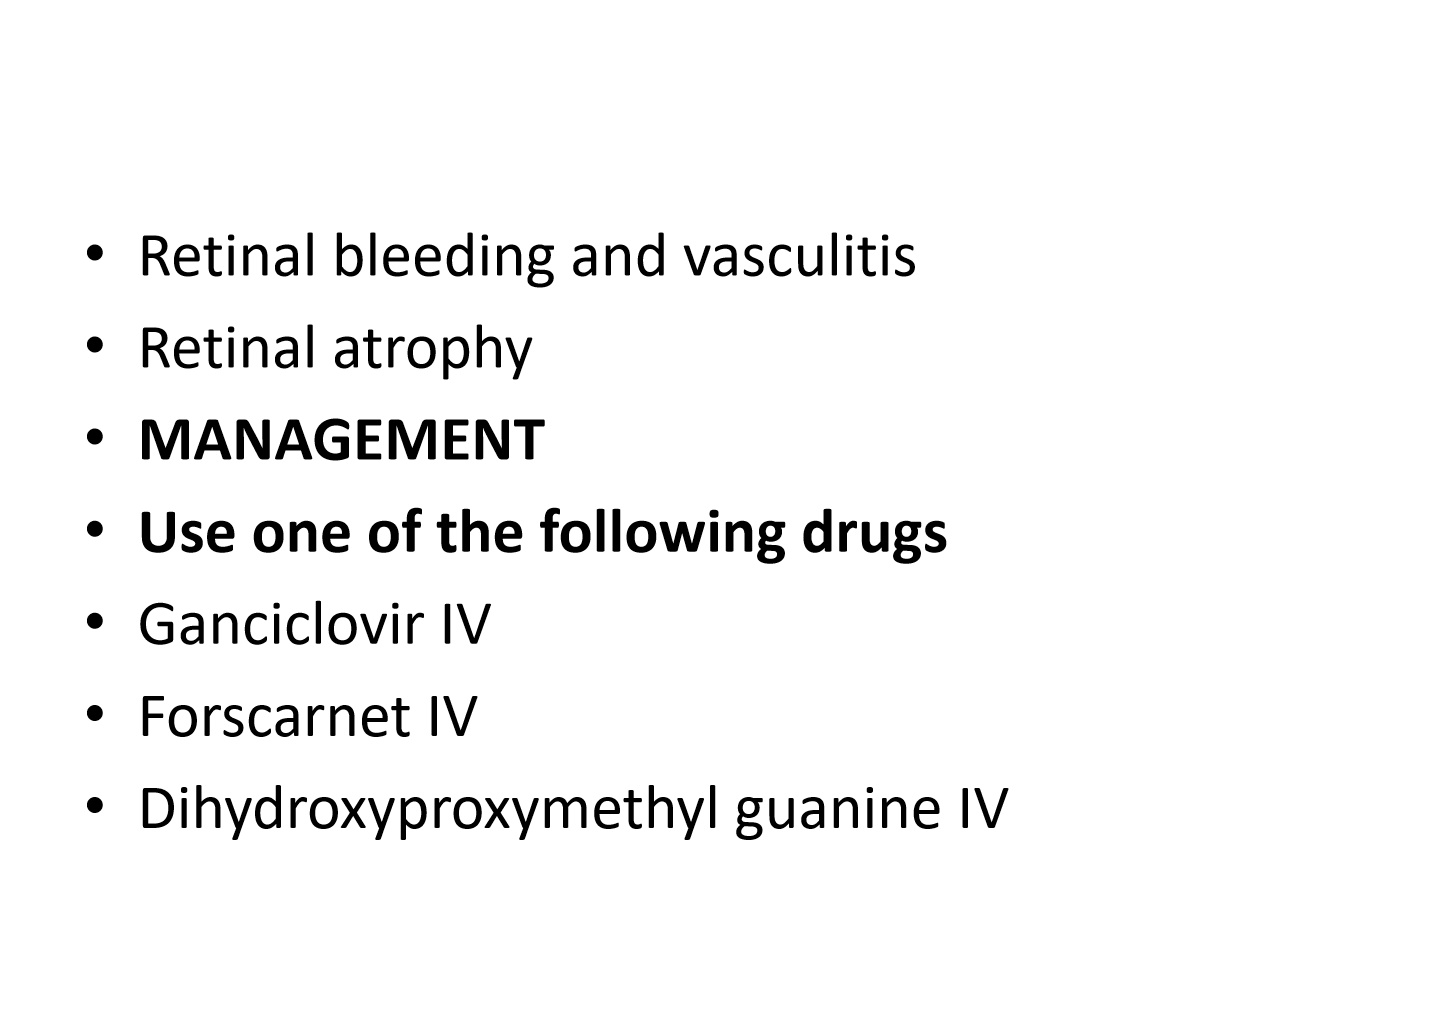 • Retinal bleeding and vasculitis
• Retinal atrophy
• MANAGEMENT
• Use one of the following drugs
• Ganciclovir IV
• Forscarnet IV
• Dihydroxyproxymethyl guanine IV